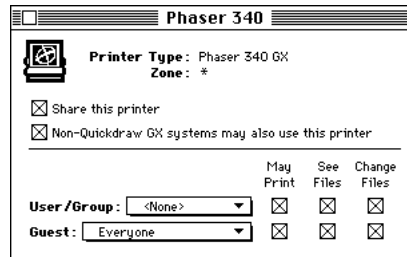 Phaser 340
Printer Type: Phaser 340 GX
Zone: *
Share this printer
Non-Quickdraw GX systems may also use this printer
May See Change
Print Files Files
User/Group: <None>
Guest: Everyone